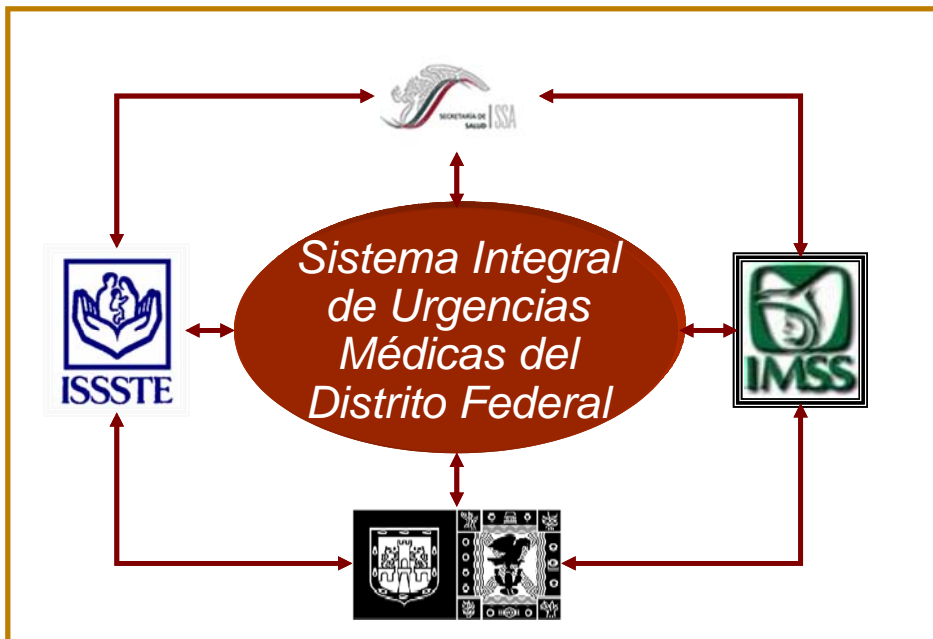 SECRETARÍA DE
SALUD
SSA
Sistema Integral
de Urgencias
Médicas del
Distrito Federal
ISSSTE
IMSS